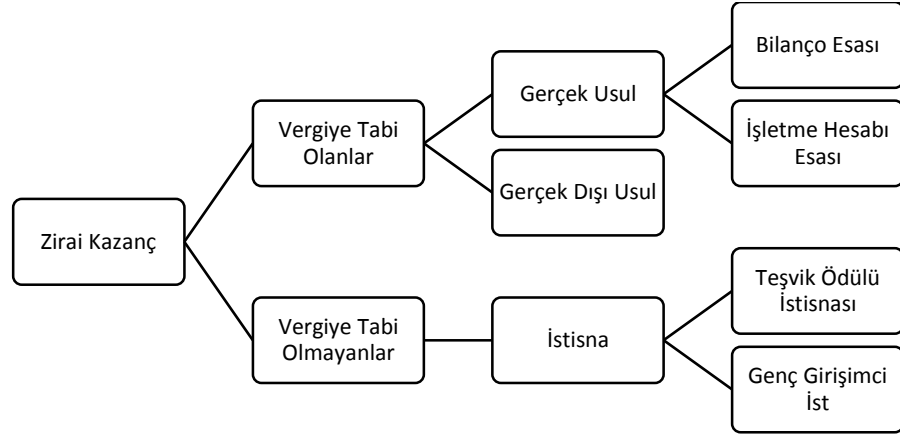 Zirai Kazanç
Vergiye Tabi
Olanlar
Gerçek Usul
Bilanço Esası
İşletme Hesabı
Esası
Gerçek Dışı Usul
Vergiye Tabi
Olmayanlar
İstisna
Teşvik Ödülü
İstisnası
Genç Girişimci
İst